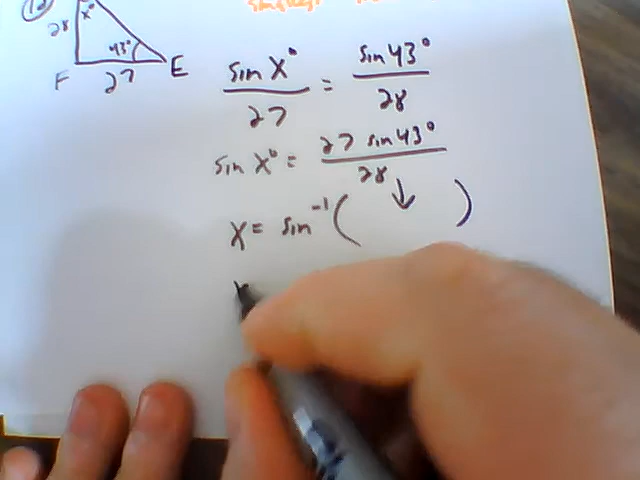 28 x°
43°
F 27 E
sin x° / 27 = sin 43° / 28
sin x° = 27 sin 43° / 28
x = sin⁻¹( ↓ )